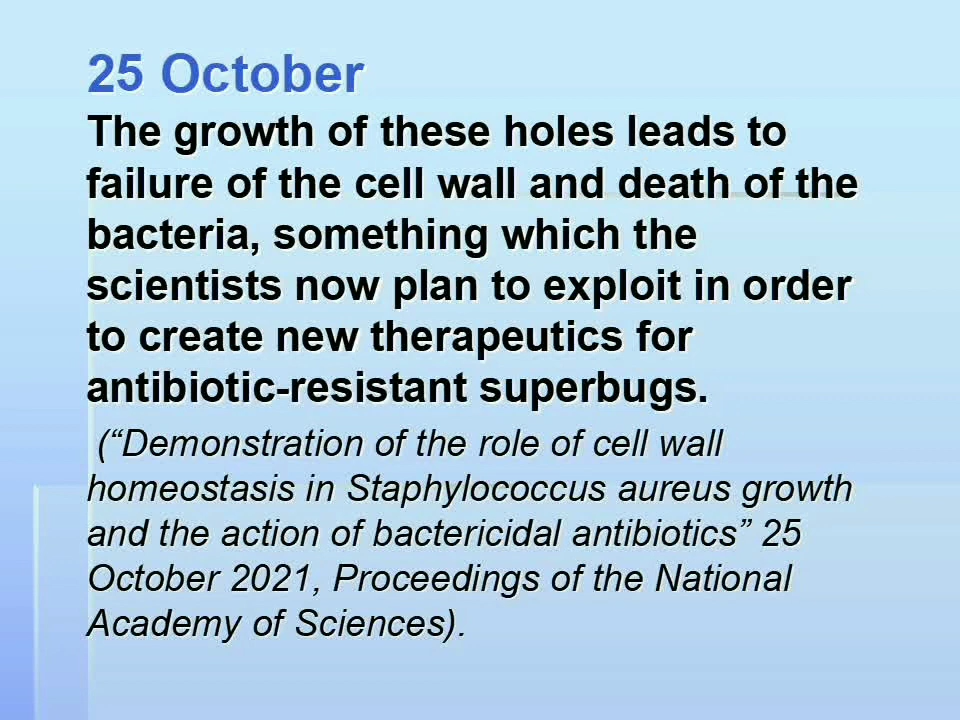 25 October
The growth of these holes leads to
failure of the cell wall and death of the
bacteria, something which the
scientists now plan to exploit in order
to create new therapeutics for
antibiotic-resistant superbugs.
(“Demonstration of the role of cell wall
homeostasis in Staphylococcus aureus growth
and the action of bactericidal antibiotics” 25
October 2021, Proceedings of the National
Academy of Sciences).